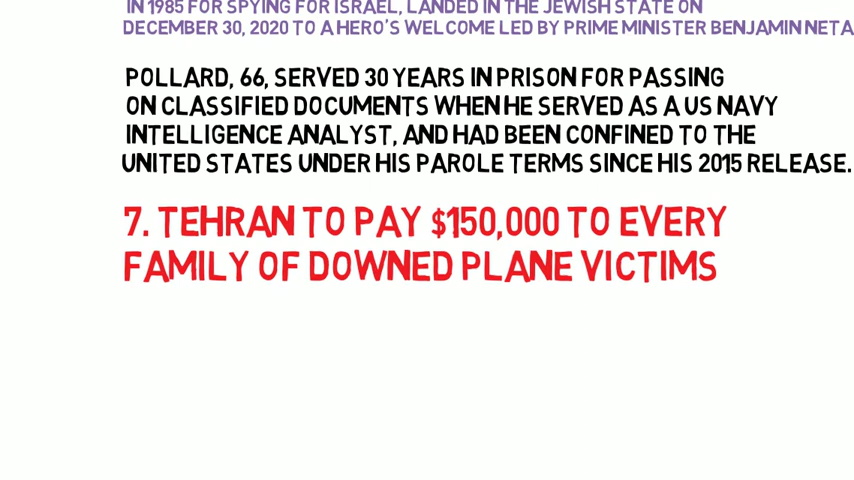 IN 1985 FOR SPYING FOR ISRAEL, LANDED IN THE JEWISH STATE ON
DECEMBER 30, 2020 TO A HERO'S WELCOME LED BY PRIME MINISTER BENJAMIN NETA
POLLARD, 66, SERVED 30 YEARS IN PRISON FOR PASSING
ON CLASSIFIED DOCUMENTS WHEN HE SERVED AS A US NAVY
INTELLIGENCE ANALYST, AND HAD BEEN CONFINED TO THE
UNITED STATES UNDER HIS PAROLE TERMS SINCE HIS 2015 RELEASE.
7. TEHRAN TO PAY $150,000 TO EVERY
FAMILY OF DOWNED PLANE VICTIMS